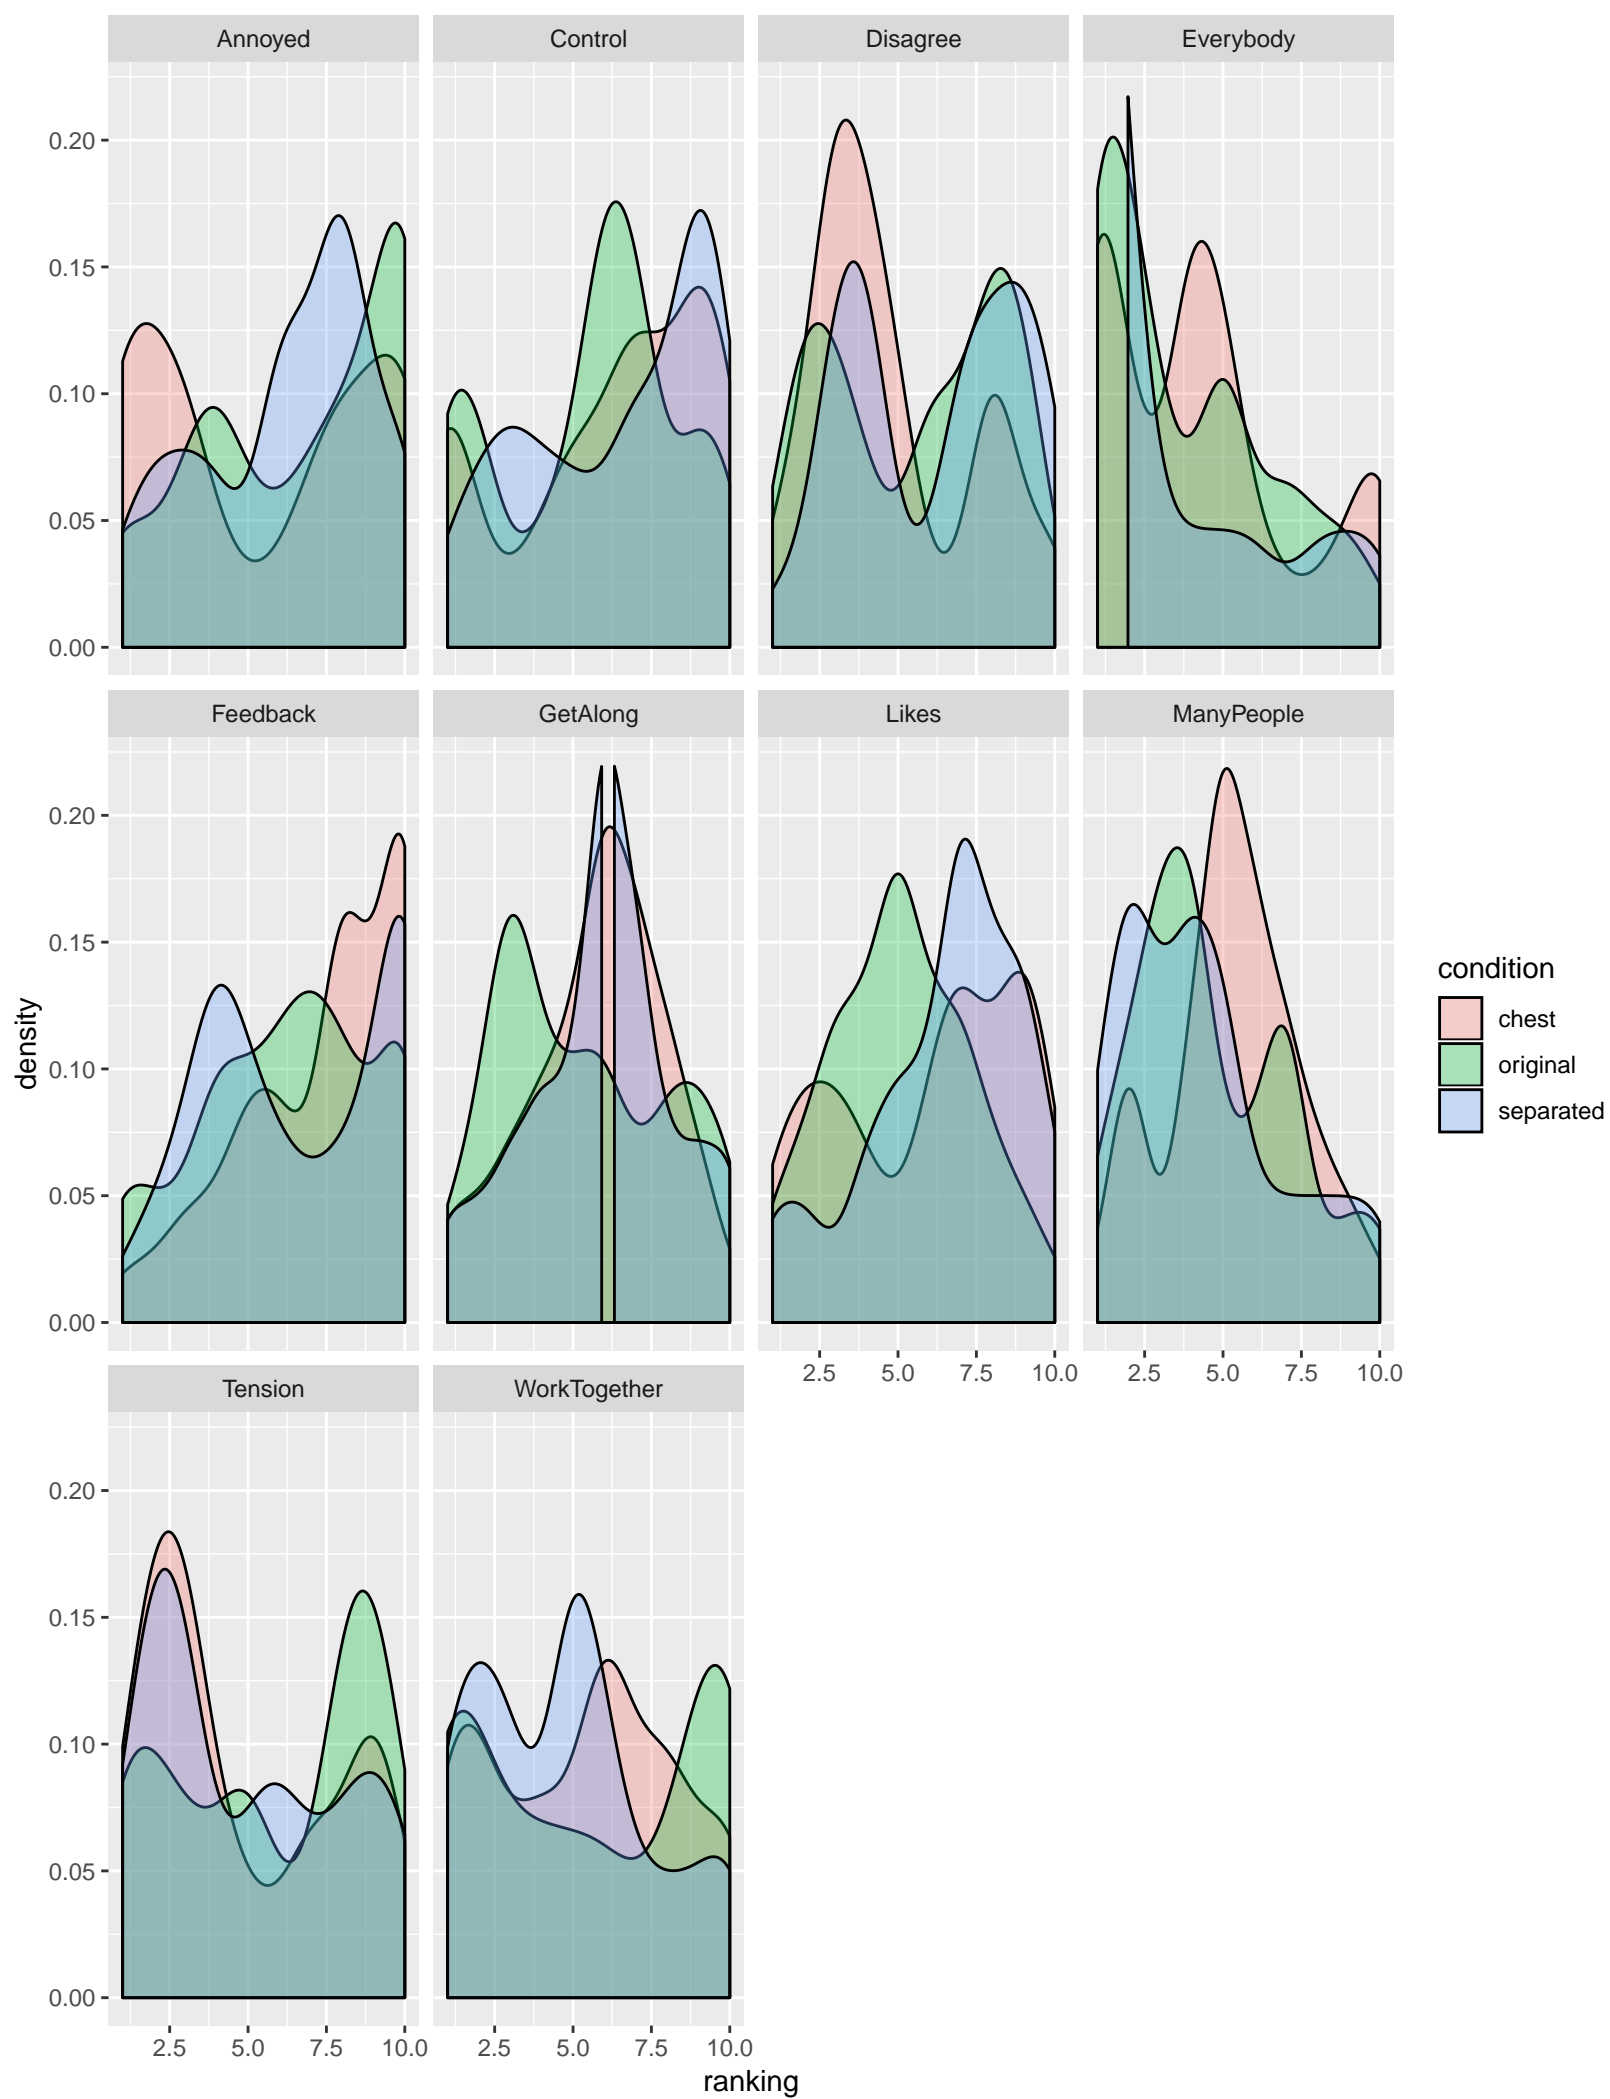 Annoyed Control Disagree Everybody
0.20
0.15
0.10
0.05
0.00
Feedback GetAlong Likes ManyPeople
0.20
0.15
0.10
0.05
0.00
2.5 5.0 7.5 10.0 2.5 5.0 7.5 10.0
Tension WorkTogether
0.20
0.15
0.10
0.05
0.00
2.5 5.0 7.5 10.0 2.5 5.0 7.5 10.0
ranking
density
condition
chest
original
separated